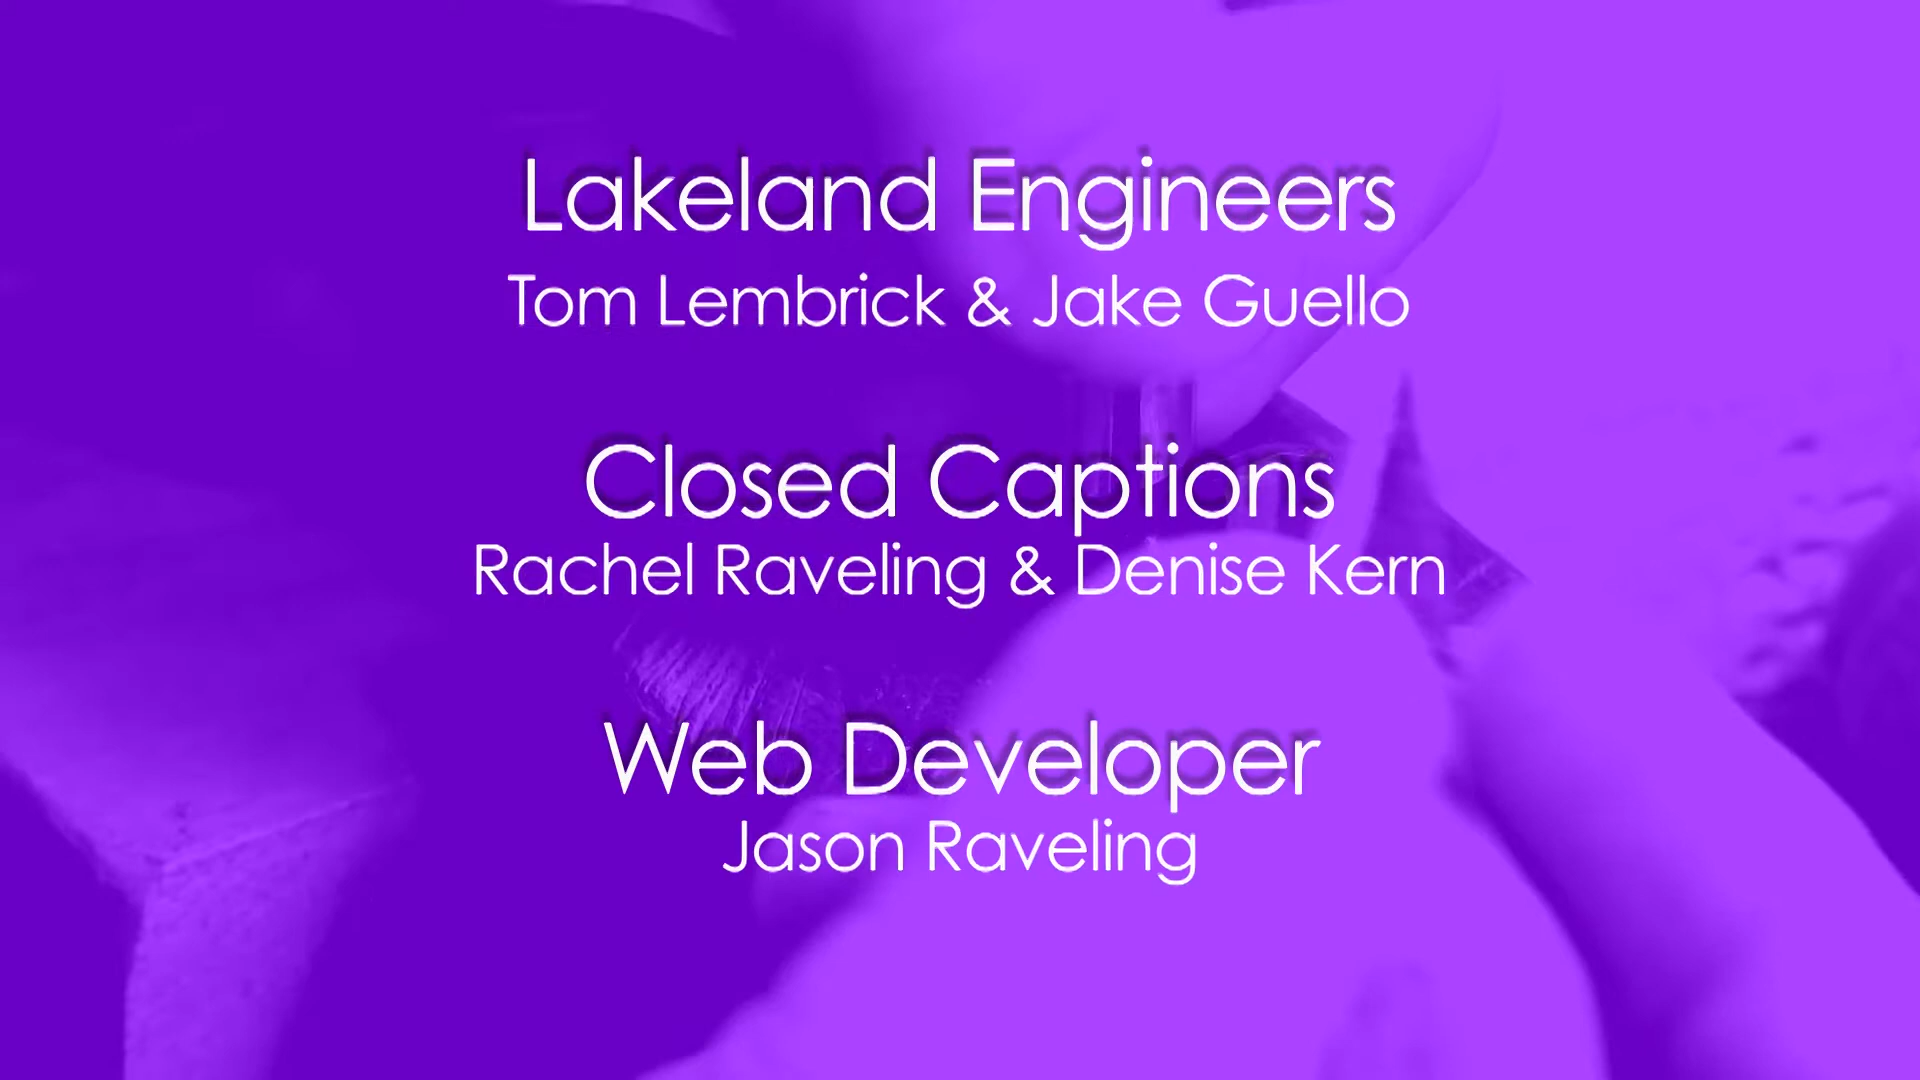 Lakeland Engineers
Tom Lembrick & Jake Guello
Closed Captions
Rachel Raveling & Denise Kern
Web Developer
Jason Raveling